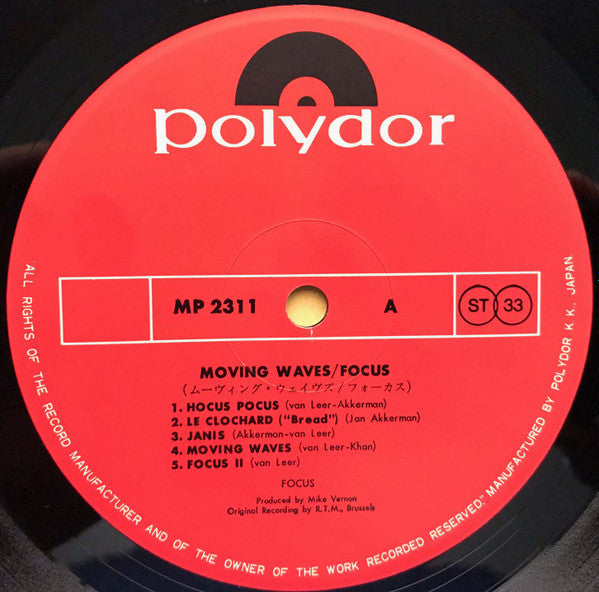 polydor
MP 2311 A ST 33
MOVING WAVES/FOCUS
(ムーヴィング・ウェイヴズ/フォーカス)
1. HOCUS POCUS (van Leer-Akkerman)
2. LE CLOCHARD ("Bread") (Jan Akkerman)
3. JANIS (Akkerman-van Leer)
4. MOVING WAVES (van Leer-Khan)
5. FOCUS II (van Leer)
FOCUS
Produced by Mike Vernon
Original Recording by R.T.M., Brussels
"ALL RIGHTS OF THE RECORD MANUFACTURER AND OF THE OWNER OF THE WORK RECORDED RESERVED." MANUFACTURED BY POLYDOR K.K., JAPAN